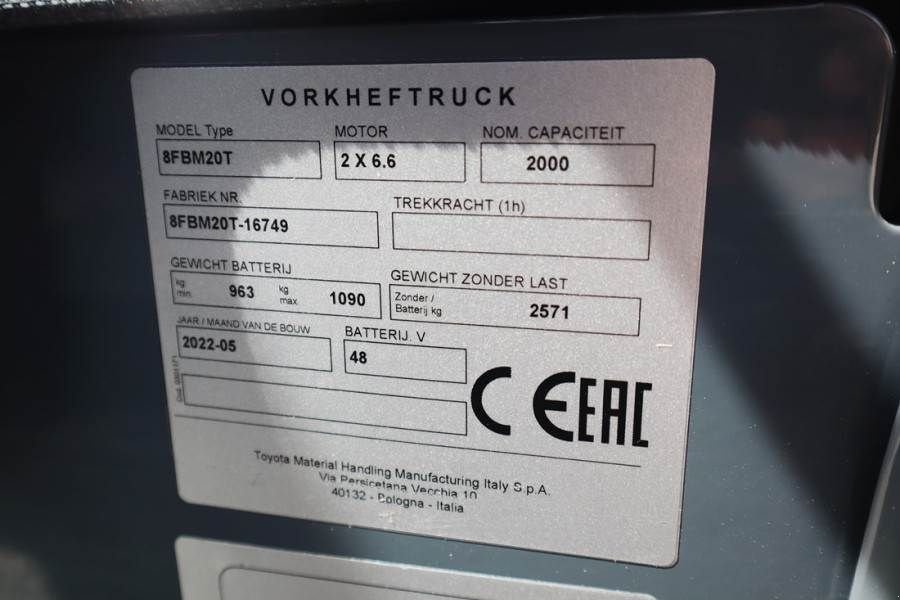 VORKHEFTRUCK
MODEL Type MOTOR NOM. CAPACITEIT
8FBM20T 2 X 6.6 2000
FABRIEK NR. TREKKRACHT (1h)
8FBM20T-16749
GEWICHT BATTERIJ GEWICHT ZONDER LAST
kg min 963 kg max 1090 Zonder / Batterij kg 2571
JAAR / MAAND VAN DE BOUW BATTERIJ. V
2022-05 48
CE EAC
Toyota Material Handling Manufacturing Italy S.p.A.
Via Persicetana Vecchia 10
40132 - Bologna - Italia